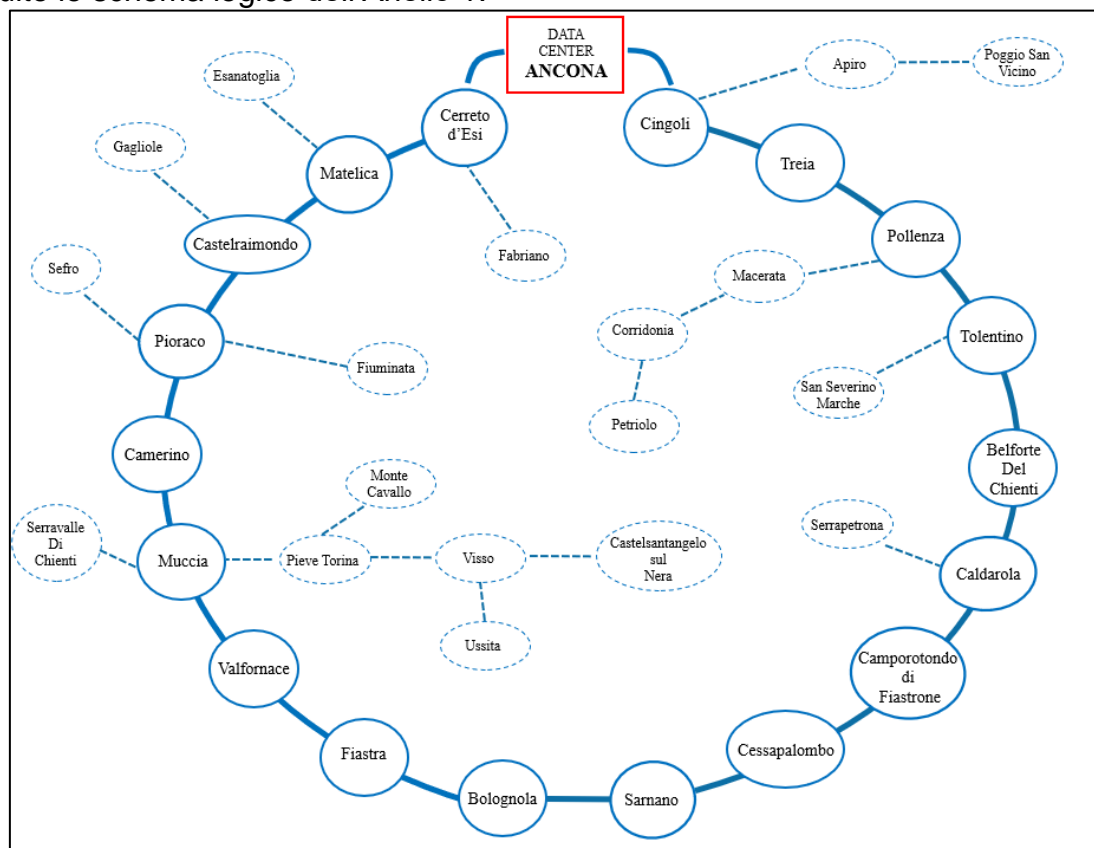 DATA
CENTER
ANCONA
Esanatoglia
Apiro
Poggio San
Vicino
Cerreto
d'Esi
Cingoli
Gagliole
Matelica
Treia
Castelraimondo
Fabriano
Pollenza
Sefro
Macerata
Pioraco
Corridonia
Tolentino
Fiuminata
San Severino
Marche
Petriolo
Camerino
Belforte
Del
Chienti
Monte
Cavallo
Serravalle
Di
Chienti
Serrapetrona
Muccia
Pieve Torina
Visso
Castelsantangelo
sul
Nera
Caldarola
Ussita
Valfornace
Camporotondo
di
Fiastrone
Fiastra
Cessapalombo
Bolognola
Sarnano